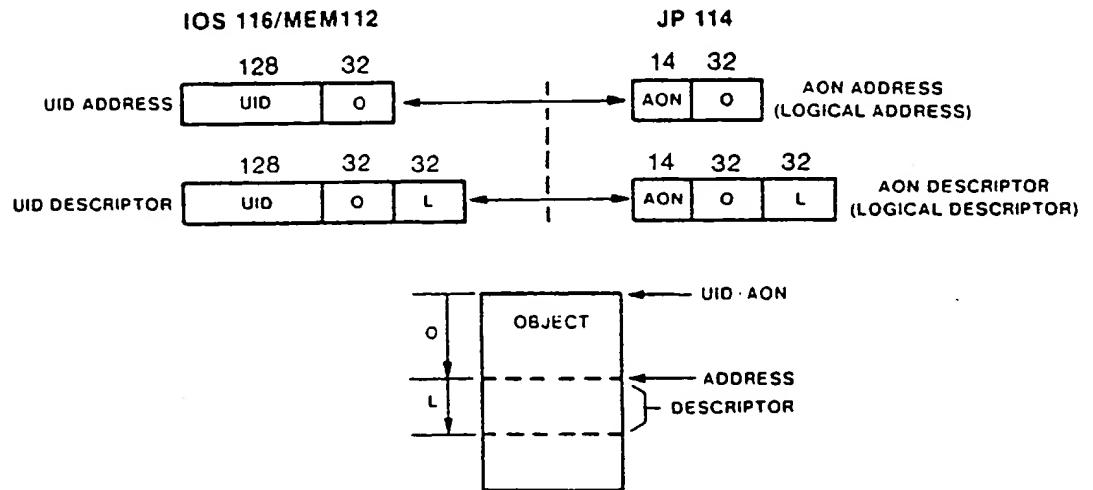 IOS 116/MEM112 JP 114
128 32 14 32
UID ADDRESS UID O AON O AON ADDRESS
(LOGICAL ADDRESS)
128 32 32 14 32 32
UID DESCRIPTOR UID O L AON O L AON DESCRIPTOR
(LOGICAL DESCRIPTOR)
UID·AON
OBJECT
O
ADDRESS
L
DESCRIPTOR